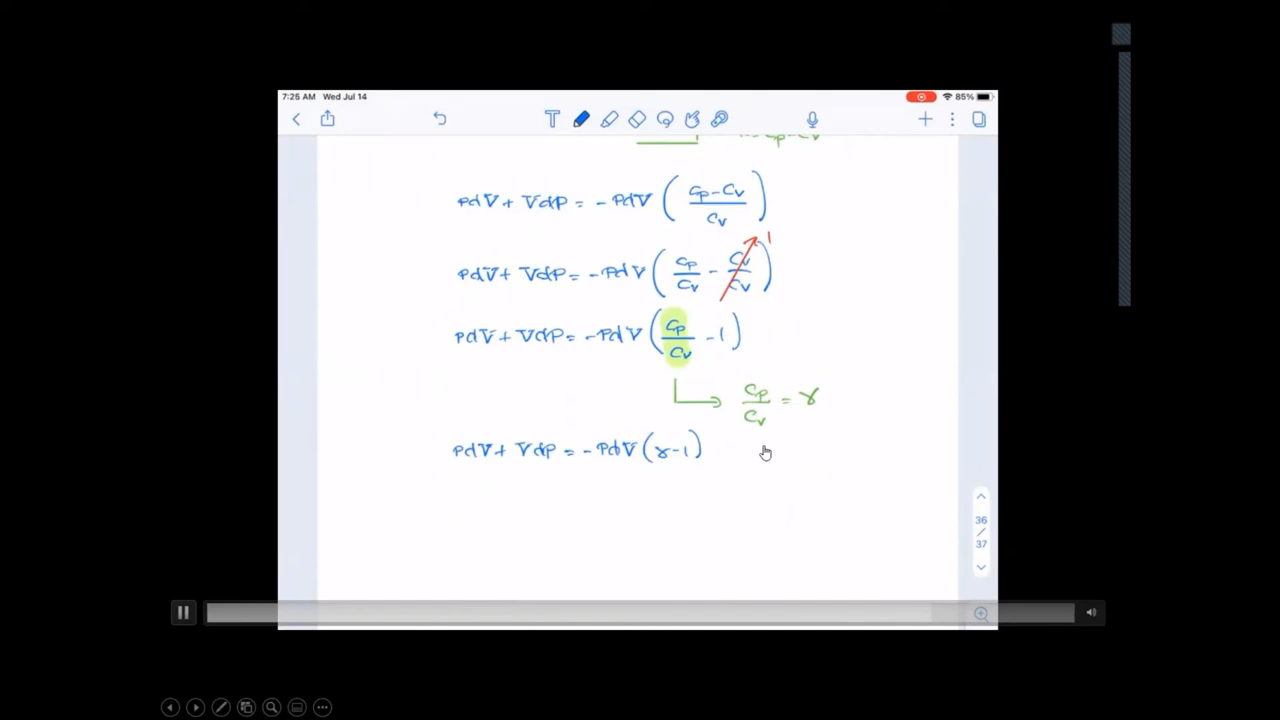 7:25 AM Wed Jul 14
85%
T
PdV + VdP = -PdV (Cp-Cv / Cv)
PdV + VdP = -PdV (Cp/Cv - Cv/Cv) 1
PdV + VdP = -PdV (Cp/Cv - 1)
Cp/Cv = γ
PdV + VdP = -PdV (γ-1)
36
/
37